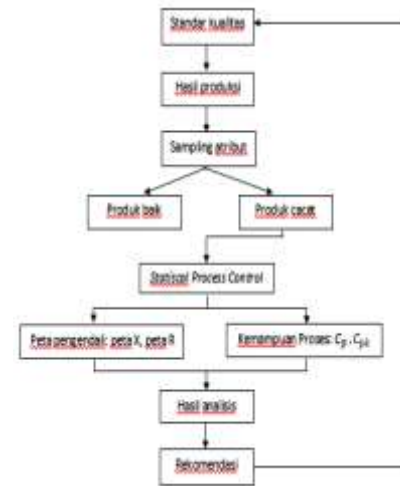 Standar kualitas
Hasil produksi
Sampling atribut
Produk baik
Produk cacat
Statiscal Process Control
Peta pengendali: peta X, peta R
Kemampuan Proses: Cp , Cpk
Hasil analisis
Rekomendasi